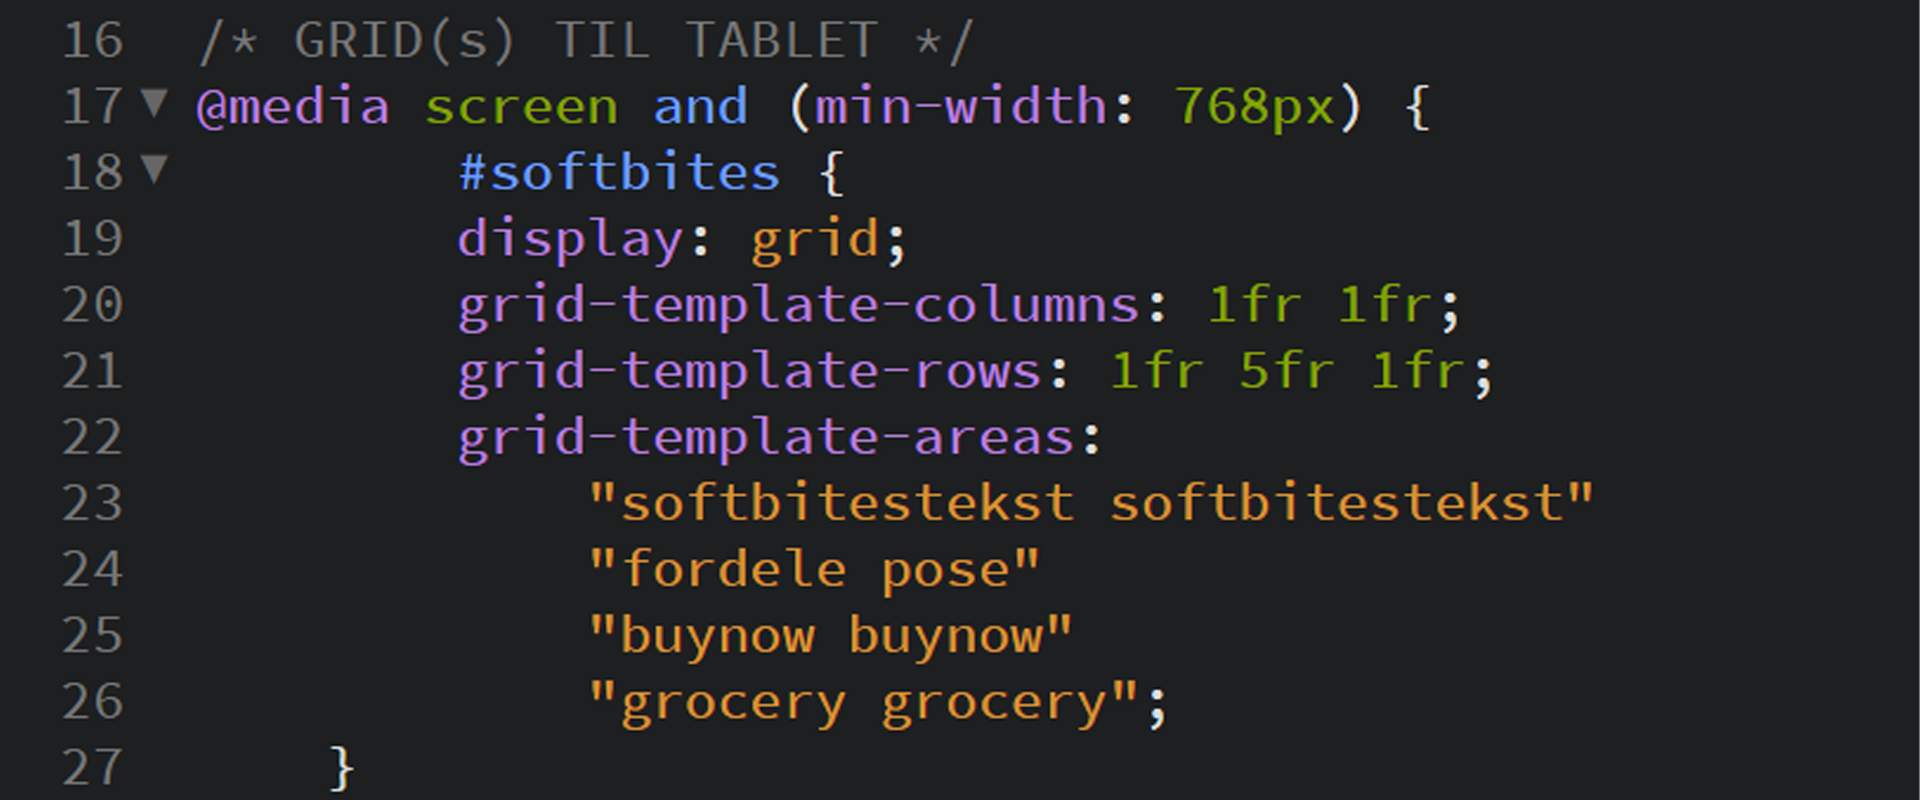 16 /* GRID(s) TIL TABLET */
17 ▼ @media screen and (min-width: 768px) {
18 ▼ #softbites {
19 display: grid;
20 grid-template-columns: 1fr 1fr;
21 grid-template-rows: 1fr 5fr 1fr;
22 grid-template-areas:
23 "softbitestekst softbitestekst"
24 "fordele pose"
25 "buynow buynow"
26 "grocery grocery";
27 }